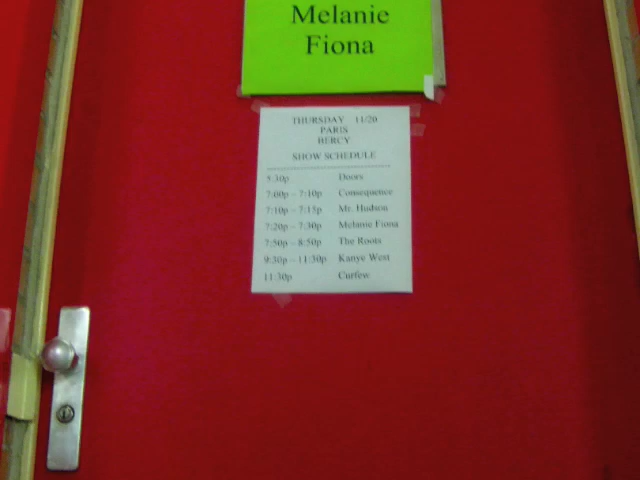 Melanie
Fiona
THURSDAY 11/20
PARIS
BERCY
SHOW SCHEDULE
5:30p Doors
7:00p – 7:10p Consequence
7:10p – 7:15p Mr. Hudson
7:20p – 7:30p Melanie Fiona
7:50p – 8:50p The Roots
9:30p – 11:30p Kanye West
11:30p Curfew